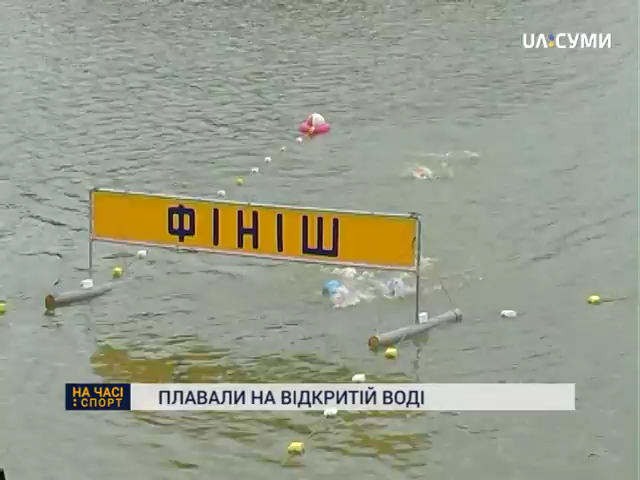 UA:СУМИ
ФІНІШ
НА ЧАСІ
:СПОРТ
ПЛАВАЛИ НА ВІДКРИТІЙ ВОДІ